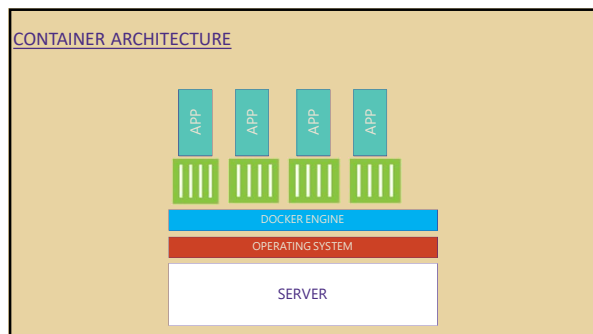 CONTAINER ARCHITECTURE
APP
APP
APP
APP
DOCKER ENGINE
OPERATING SYSTEM
SERVER